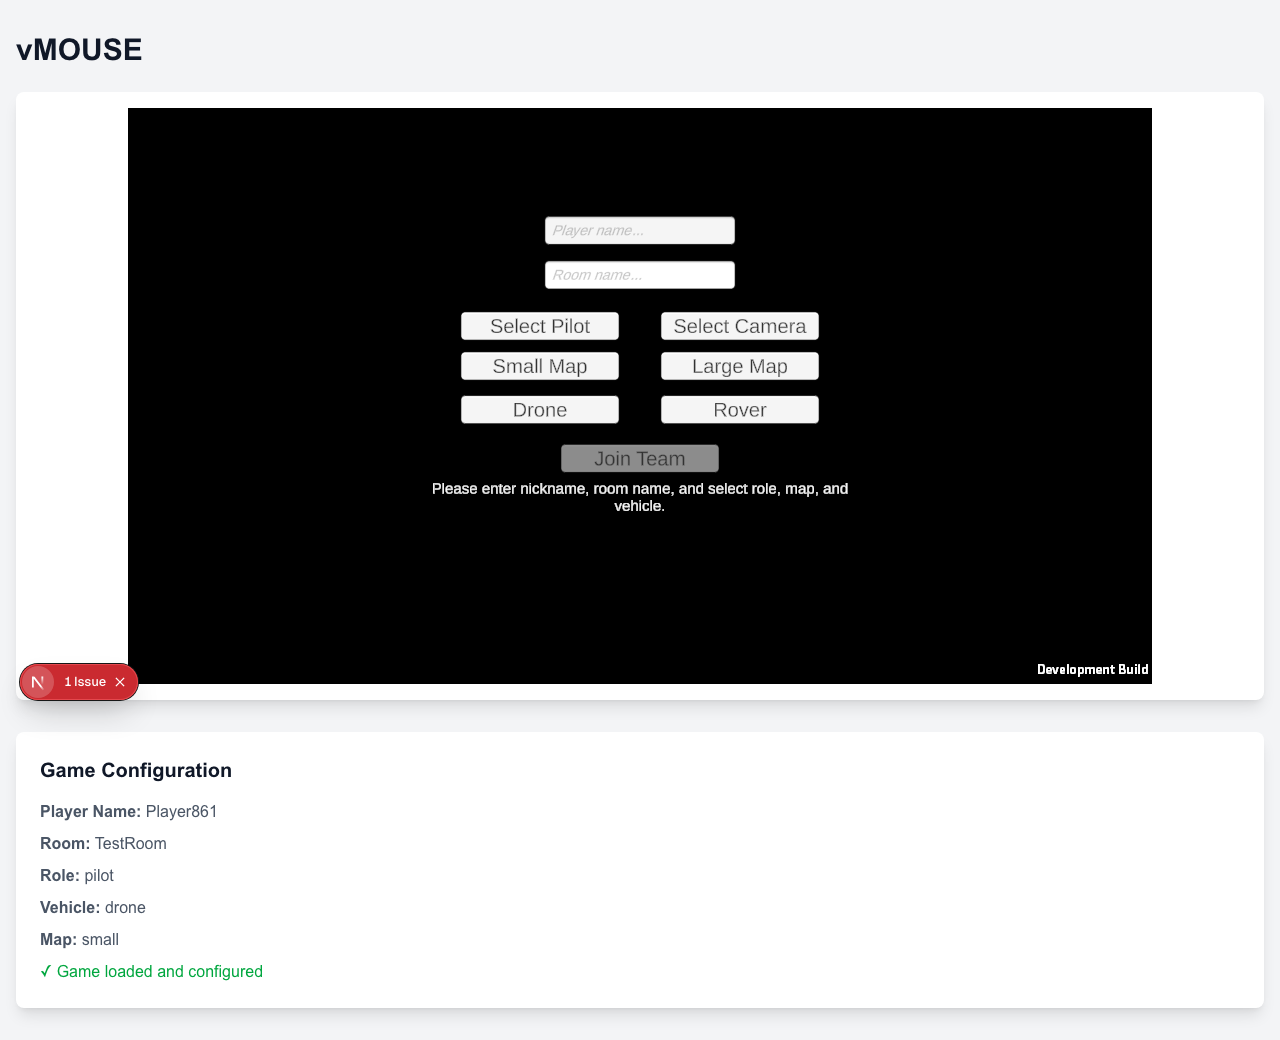 vMOUSE
Player name...
Room name...
Select Pilot
Select Camera
Small Map
Large Map
Drone
Rover
Join Team
Please enter nickname, room name, and select role, map, and
vehicle.
Development Build
N
1 Issue
Game Configuration
Player Name: Player861
Room: TestRoom
Role: pilot
Vehicle: drone
Map: small
✓ Game loaded and configured